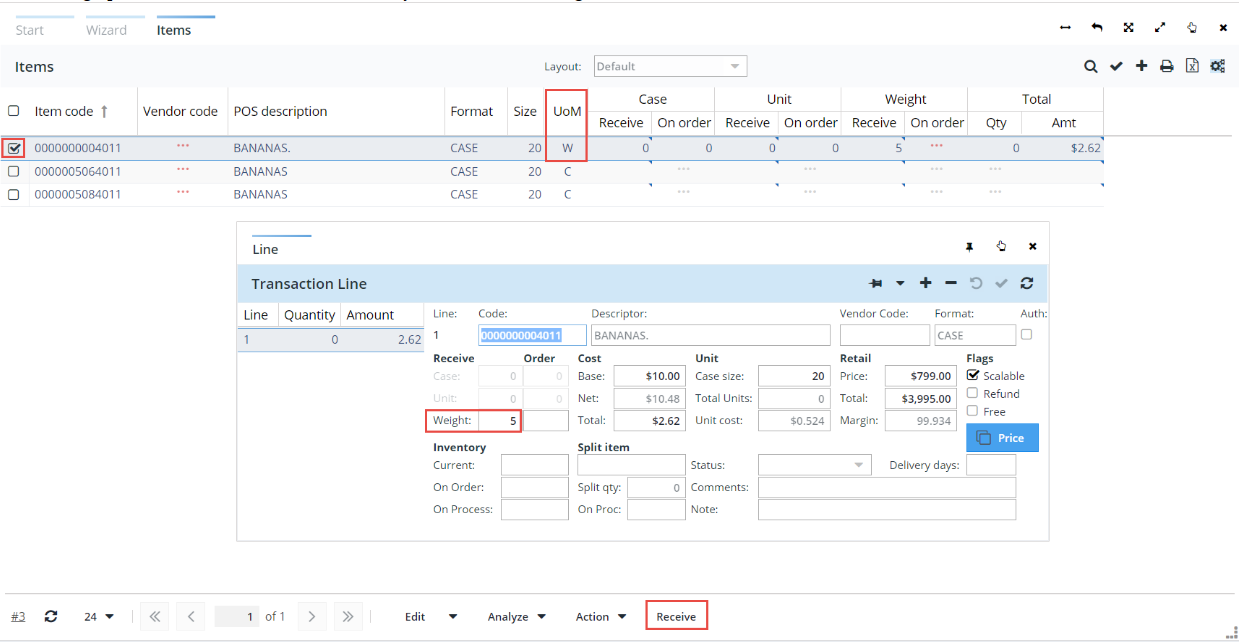 Start Wizard Items
Items Layout: Default
Case Unit Weight Total
Item code ↑ Vendor code POS description Format Size UoM Receive On order Receive On order Receive On order Qty Amt
0000000004011 ... BANANAS. CASE 20 W 0 0 0 0 5 ... 0 $2.62
0000005064011 ... BANANAS CASE 20 C ... ... ... ...
0000005084011 ... BANANAS CASE 20 C ... ... ... ...
Line
Transaction Line
Line Quantity Amount
1 0 2.62
Line: Code: Descriptor: Vendor Code: Format: Auth:
1 0000000004011 BANANAS. CASE
Receive Order Cost Unit Retail Flags
Case: 0 0 Base: $10.00 Case size: 20 Price: $799.00 Scalable
Unit: 0 0 Net: $10.48 Total Units: 0 Total: $3,995.00 Refund
Weight: 5 Total: $2.62 Unit cost: $0.524 Margin: 99.934 Free
Price
Inventory Split item
Current: Status: Delivery days:
On Order: Split qty: 0 Comments:
On Process: On Proc: Note:
#3 24 1 of 1 Edit Analyze Action Receive